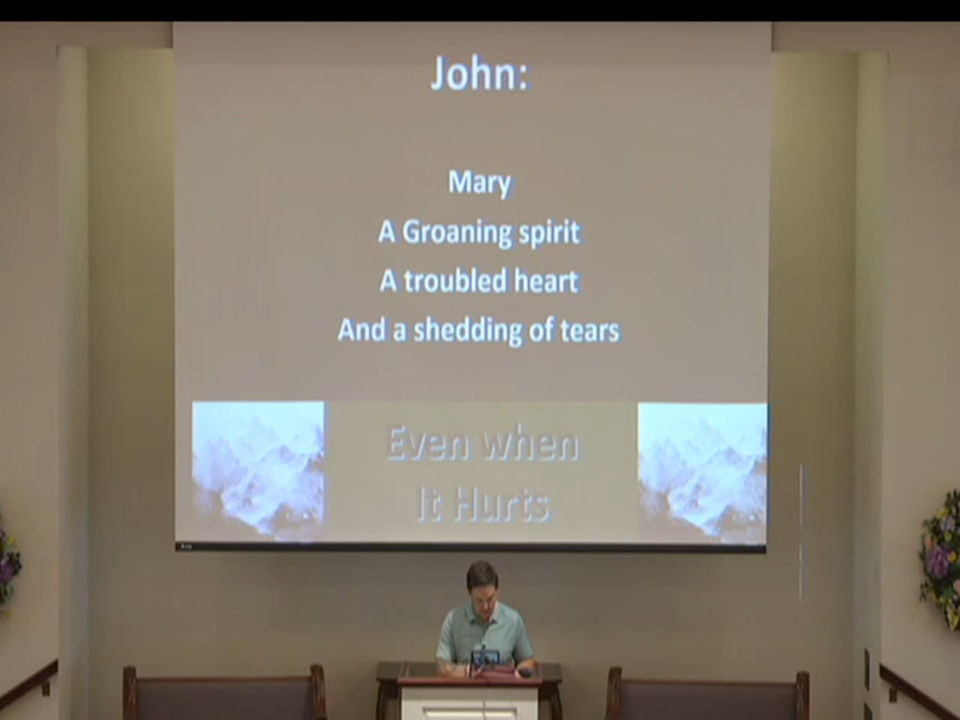 John:
Mary
A Groaning spirit
A troubled heart
And a shedding of tears
Even when
It Hurts